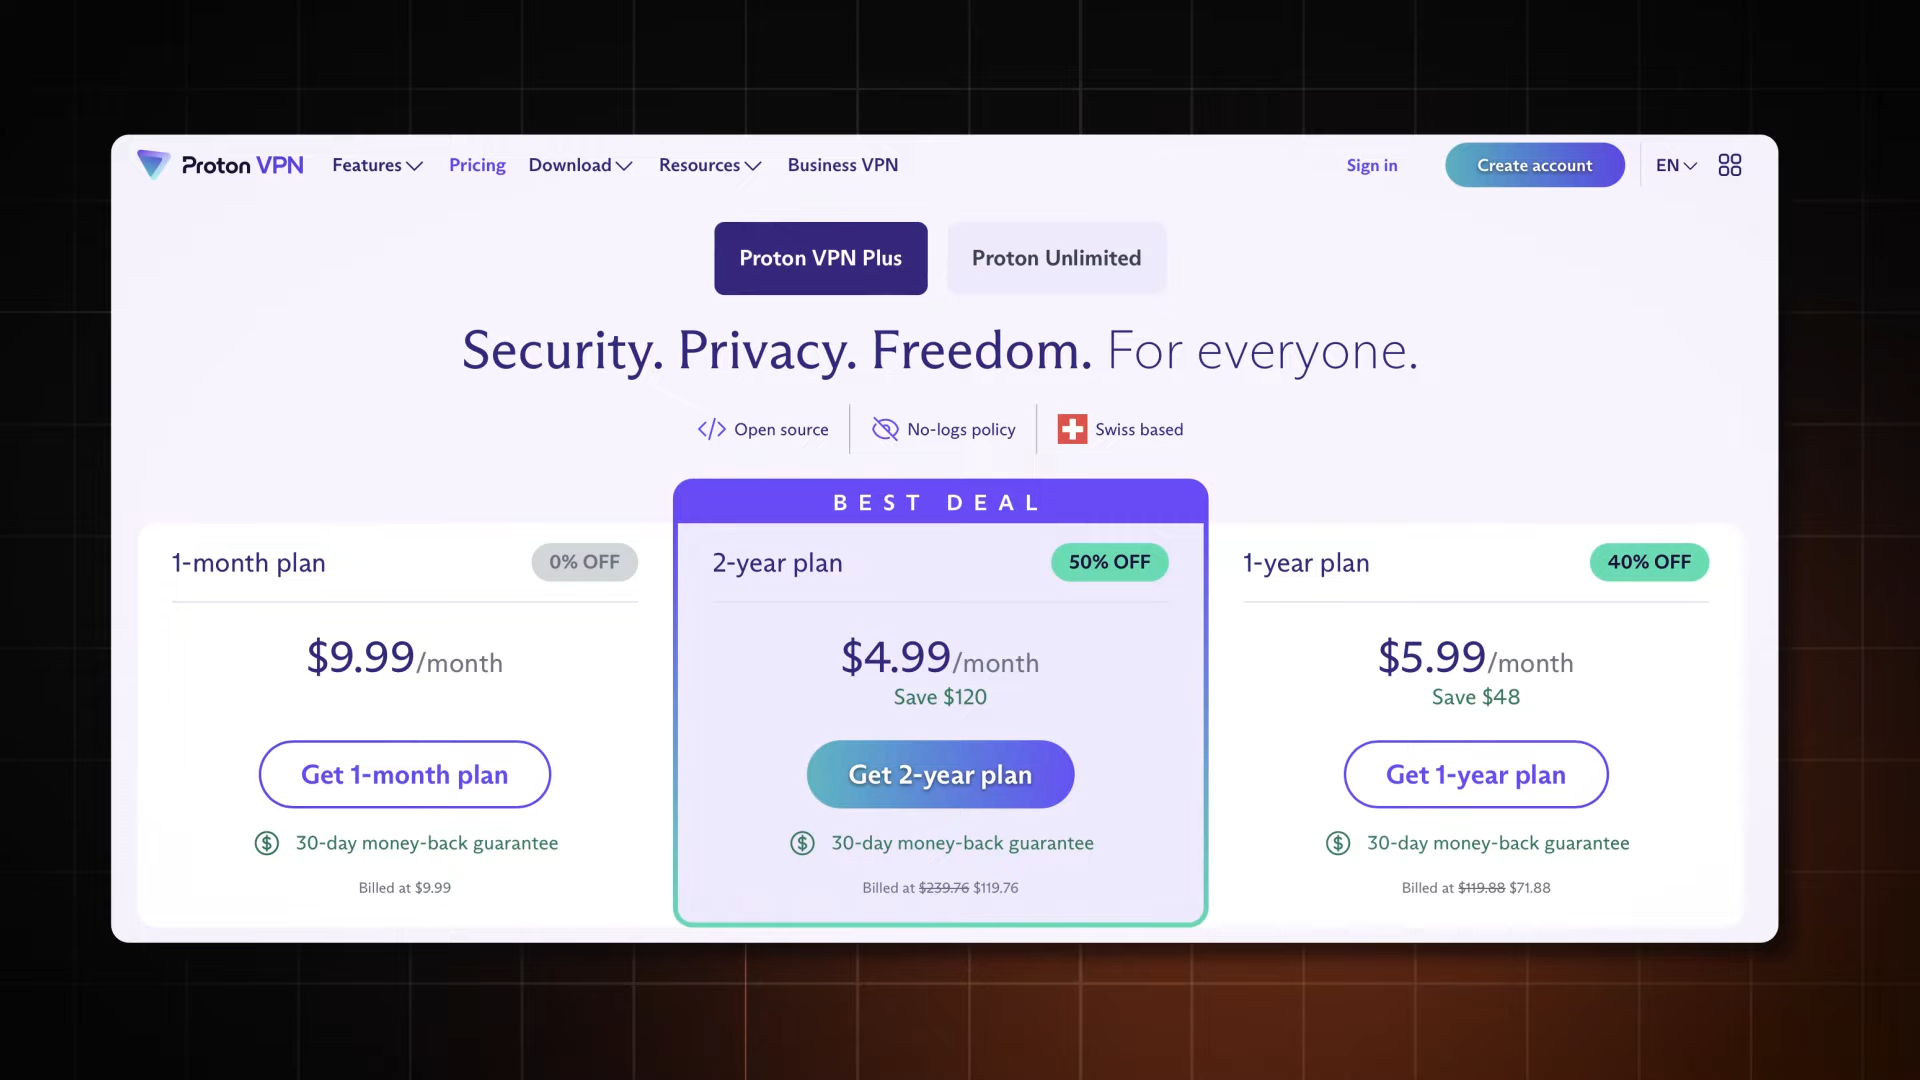 Proton VPN Features Pricing Download Resources Business VPN Sign in Create account EN
Proton VPN Plus Proton Unlimited
Security. Privacy. Freedom. For everyone.
</> Open source No-logs policy Swiss based
BEST DEAL
1-month plan 0% OFF
$9.99/month
Get 1-month plan
30-day money-back guarantee
Billed at $9.99
2-year plan 50% OFF
$4.99/month
Save $120
Get 2-year plan
30-day money-back guarantee
Billed at $239.76 $119.76
1-year plan 40% OFF
$5.99/month
Save $48
Get 1-year plan
30-day money-back guarantee
Billed at $119.88 $71.88